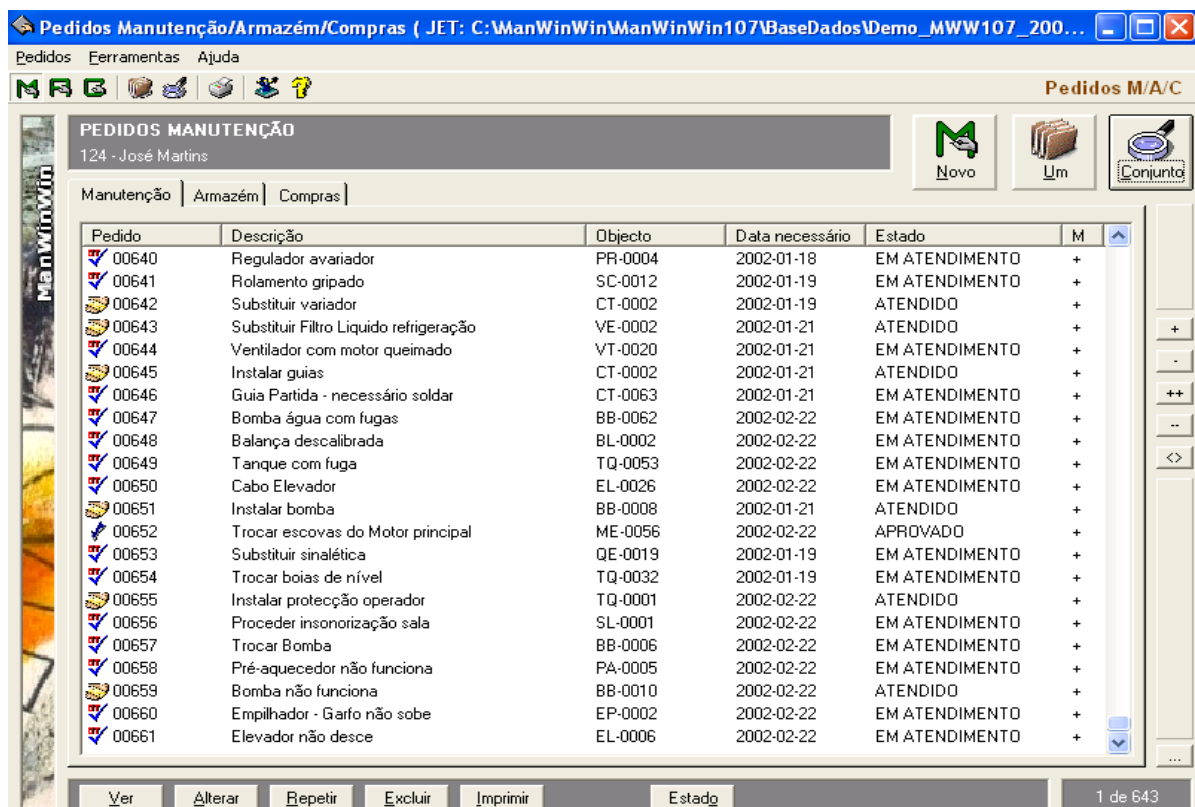 Pedidos Manutenção/Armazém/Compras ( JET: C:\ManWinWin\ManWinWin107\BaseDados\Demo_MWW107_200...
Pedidos Ferramentas Ajuda
Pedidos M/A/C
ManWinWin
PEDIDOS MANUTENÇÃO
124 - José Martins
Novo Um Conjunto
Manutenção Armazém Compras
Pedido Descrição Objecto Data necessário Estado M
00640 Regulador avariador PR-0004 2002-01-18 EM ATENDIMENTO +
00641 Rolamento gripado SC-0012 2002-01-19 EM ATENDIMENTO +
00642 Substituir variador CT-0002 2002-01-19 ATENDIDO +
00643 Substituir Filtro Liquido refrigeração VE-0002 2002-01-21 ATENDIDO +
00644 Ventilador com motor queimado VT-0020 2002-01-21 EM ATENDIMENTO +
00645 Instalar guias CT-0002 2002-01-21 ATENDIDO +
00646 Guia Partida - necessário soldar CT-0063 2002-01-21 EM ATENDIMENTO +
00647 Bomba água com fugas BB-0062 2002-02-22 EM ATENDIMENTO +
00648 Balança descalibrada BL-0002 2002-02-22 EM ATENDIMENTO +
00649 Tanque com fuga TQ-0053 2002-02-22 EM ATENDIMENTO +
00650 Cabo Elevador EL-0026 2002-02-22 EM ATENDIMENTO +
00651 Instalar bomba BB-0008 2002-01-21 ATENDIDO +
00652 Trocar escovas do Motor principal ME-0056 2002-02-22 APROVADO +
00653 Substituir sinalética QE-0019 2002-01-19 EM ATENDIMENTO +
00654 Trocar boias de nível TQ-0032 2002-01-19 EM ATENDIMENTO +
00655 Instalar protecção operador TQ-0001 2002-02-22 ATENDIDO +
00656 Proceder insonorização sala SL-0001 2002-02-22 EM ATENDIMENTO +
00657 Trocar Bomba BB-0006 2002-02-22 EM ATENDIMENTO +
00658 Pré-aquecedor não funciona PA-0005 2002-02-22 EM ATENDIMENTO +
00659 Bomba não funciona BB-0010 2002-02-22 ATENDIDO +
00660 Empilhador - Garfo não sobe EP-0002 2002-02-22 EM ATENDIMENTO +
00661 Elevador não desce EL-0006 2002-02-22 EM ATENDIMENTO +
+
-
++
--
<>
...
Ver Alterar Repetir Excluir Imprimir Estado 1 de 643